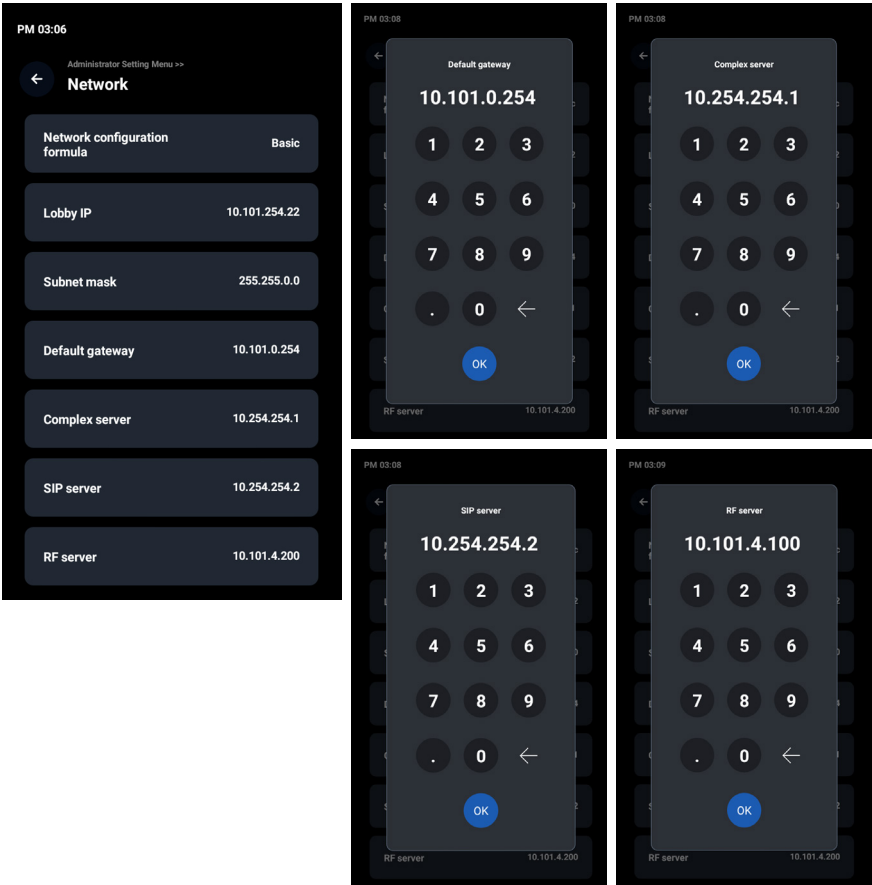 PM 03:06
Administrator Setting Menu >>
Network
Network configuration
formula
Basic
Lobby IP
10.101.254.22
Subnet mask
255.255.0.0
Default gateway
10.101.0.254
Complex server
10.254.254.1
SIP server
10.254.254.2
RF server
10.101.4.200
PM 03:08
Default gateway
10.101.0.254
1 2 3
4 5 6
7 8 9
. 0
OK
RF server
10.101.4.200
PM 03:08
Complex server
10.254.254.1
1 2 3
4 5 6
7 8 9
. 0
OK
RF server
10.101.4.200
PM 03:08
SIP server
10.254.254.2
1 2 3
4 5 6
7 8 9
. 0
OK
RF server
10.101.4.200
PM 03:09
RF server
10.101.4.100
1 2 3
4 5 6
7 8 9
. 0
OK
RF server
10.101.4.200